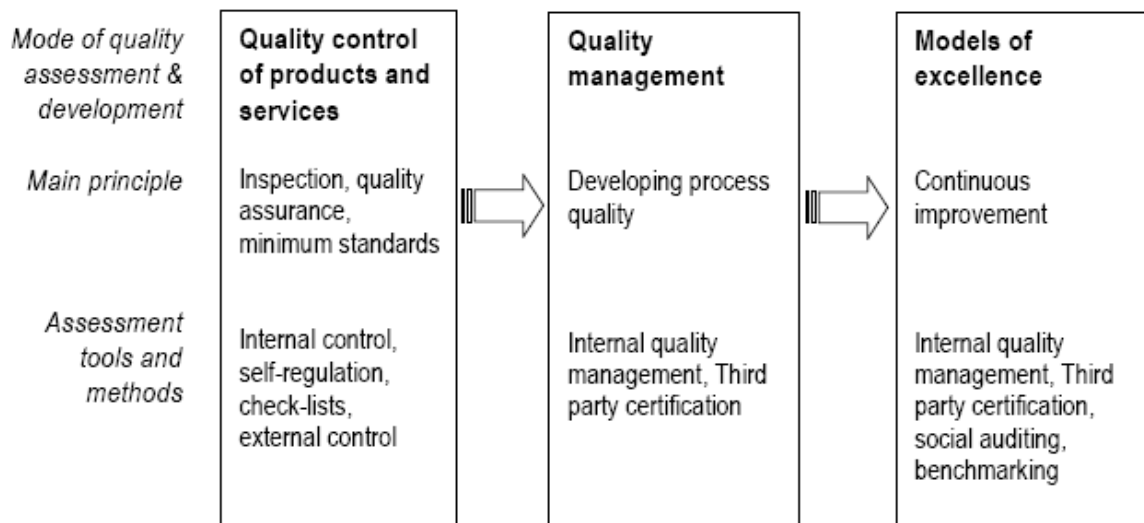 Mode of quality
assessment &
development
Quality control
of products and
services
Quality
management
Models of
excellence
Main principle
Inspection, quality
assurance,
minimum standards
Developing process
quality
Continuous
improvement
Assessment
tools and
methods
Internal control,
self-regulation,
check-lists,
external control
Internal quality
management, Third
party certification
Internal quality
management, Third
party certification,
social auditing,
benchmarking